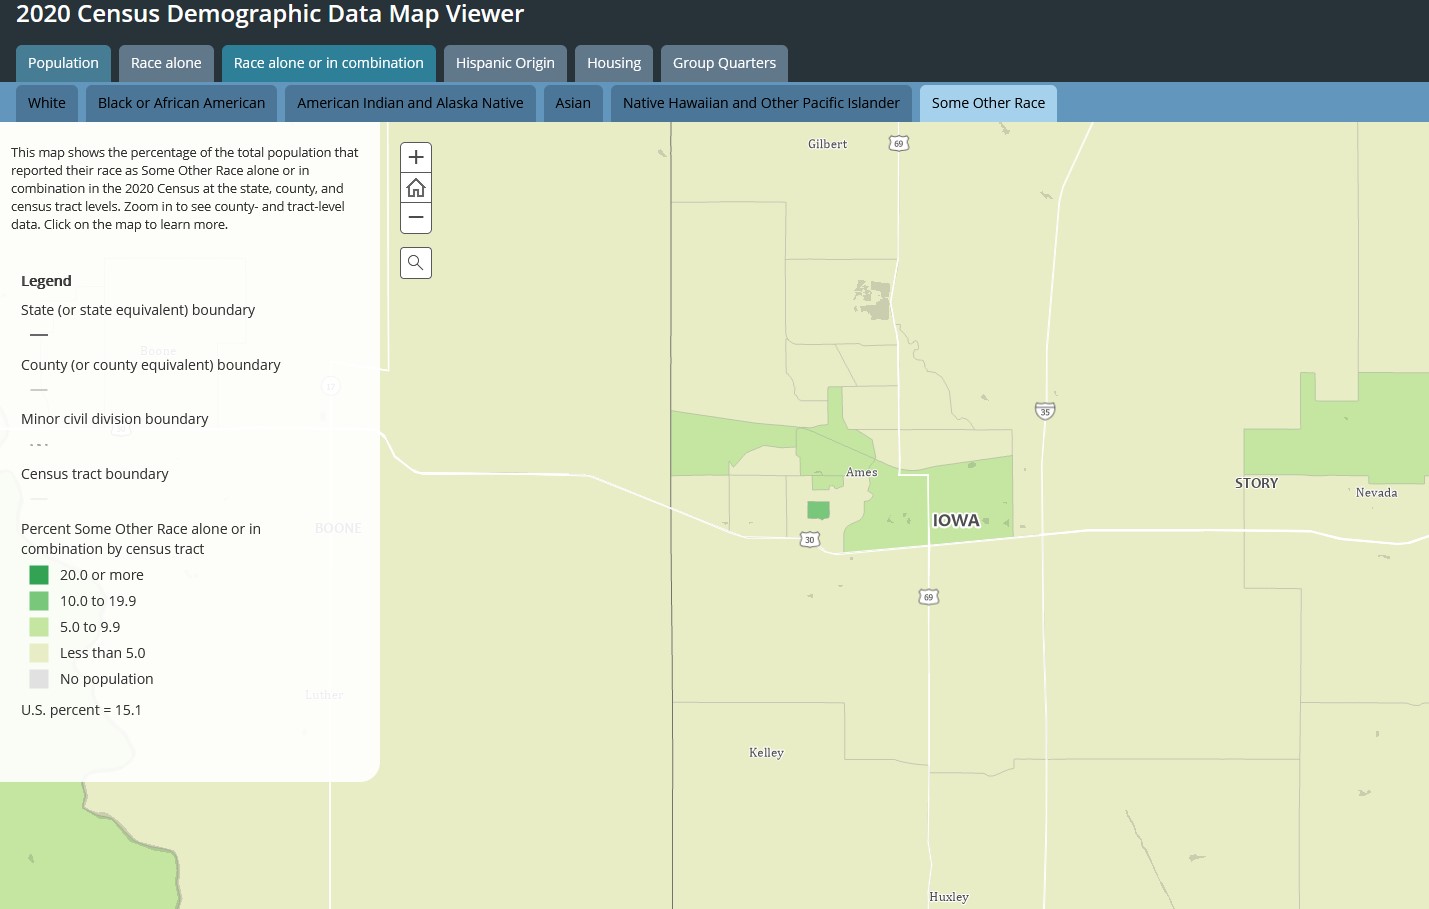 2020 Census Demographic Data Map Viewer
Population
Race alone
Race alone or in combination
Hispanic Origin
Housing
Group Quarters
White
Black or African American
American Indian and Alaska Native
Asian
Native Hawaiian and Other Pacific Islander
Some Other Race
This map shows the percentage of the total population that
reported their race as Some Other Race alone or in
combination in the 2020 Census at the state, county, and
census tract levels. Zoom in to see county- and tract-level
data. Click on the map to learn more.
Legend
State (or state equivalent) boundary
Boone
County (or county equivalent) boundary
17
Minor civil division boundary
Census tract boundary
BOONE
Percent Some Other Race alone or in
combination by census tract
20.0 or more
10.0 to 19.9
5.0 to 9.9
Less than 5.0
No population
Luther
U.S. percent = 15.1
Gilbert
69
35
Ames
STORY
Nevada
IOWA
30
69
Kelley
Huxley